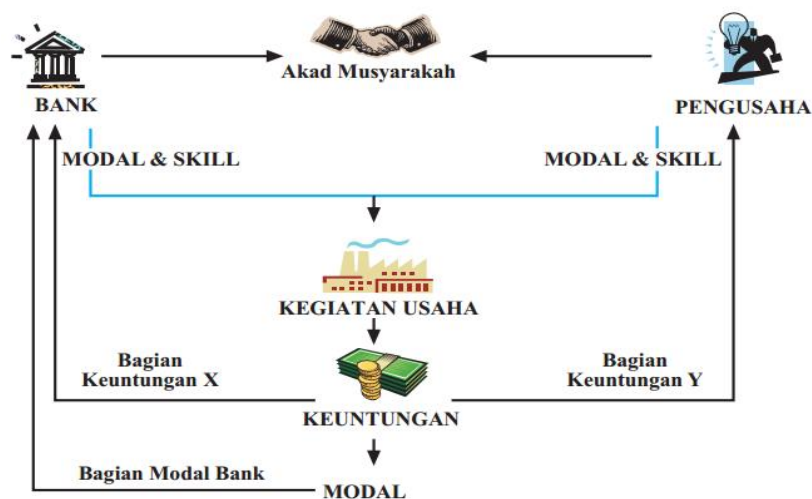 Akad Musyarakah
BANK
PENGUSAHA
MODAL & SKILL
MODAL & SKILL
KEGIATAN USAHA
Bagian
Keuntungan X
Bagian
Keuntungan Y
KEUNTUNGAN
Bagian Modal Bank
MODAL